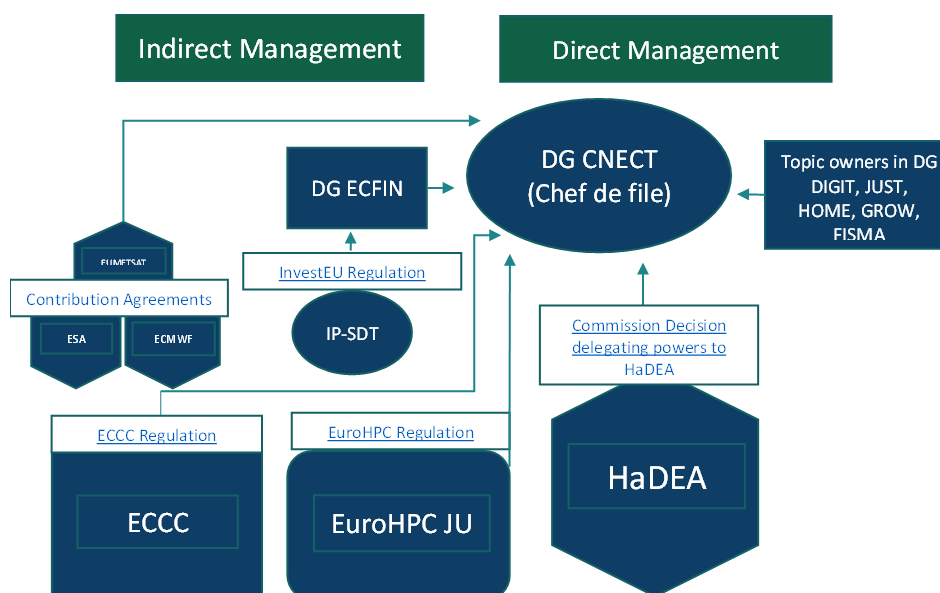 Indirect Management
Direct Management
DG CNECT
(Chef de file)
DG ECFIN
Topic owners in DG
DIGIT, JUST,
HOME, GROW,
FISMA
EUMETSAT
InvestEU Regulation
Contribution Agreements
IP-SDT
ESA
ECMWF
Commission Decision
delegating powers to
HaDEA
ECCC Regulation
EuroHPC Regulation
HaDEA
ECCC
EuroHPC JU